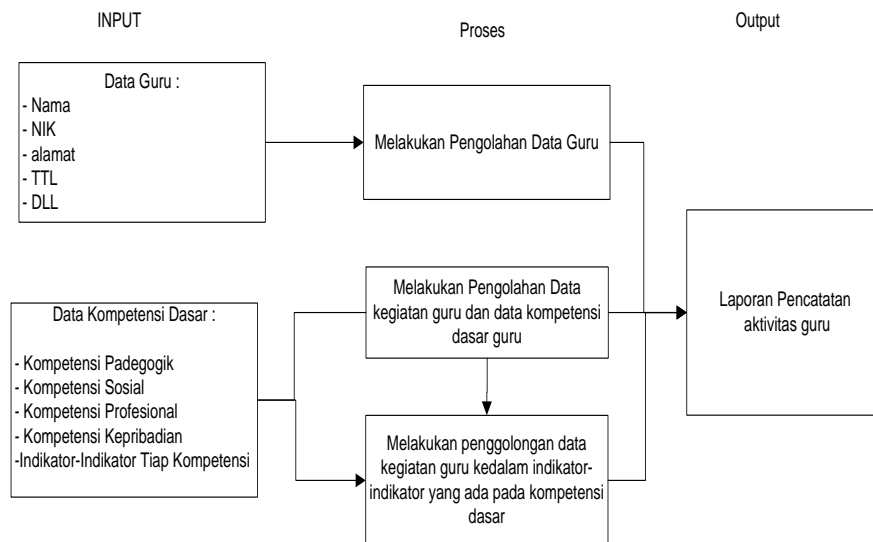 INPUT
Proses
Output
Data Guru :
- Nama
- NIK
- alamat
- TTL
- DLL
Melakukan Pengolahan Data Guru
Data Kompetensi Dasar :
- Kompetensi Padegogik
- Kompetensi Sosial
- Kompetensi Profesional
- Kompetensi Kepribadian
-Indikator-Indikator Tiap Kompetensi
Melakukan Pengolahan Data
kegiatan guru dan data kompetensi
dasar guru
Melakukan penggolongan data
kegiatan guru kedalam indikator-
indikator yang ada pada kompetensi
dasar
Laporan Pencatatan
aktivitas guru